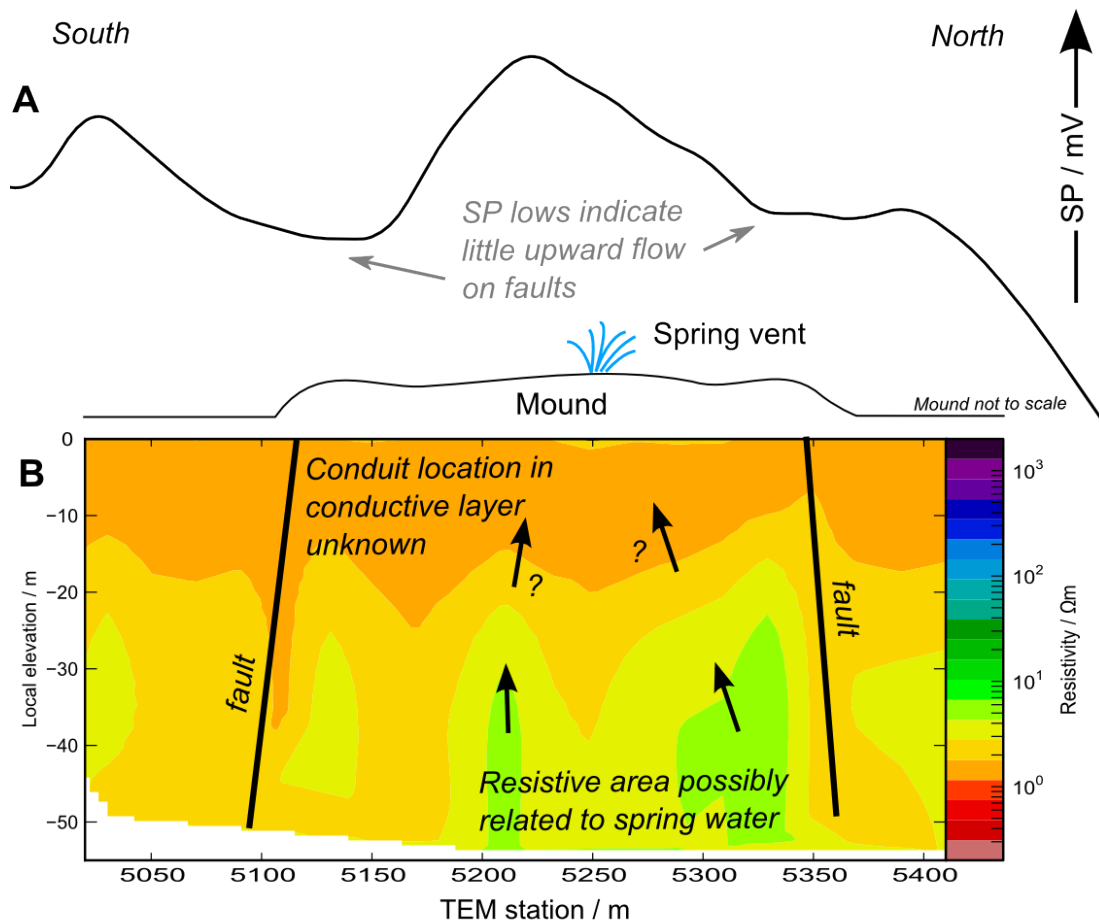 South
North
A
SP / mV
SP lows indicate
little upward flow
on faults
Spring vent
Mound
Mound not to scale
B
0
−10
−20
−30
−40
−50
Local elevation / m
Conduit location in
conductive layer
unknown
?
?
fault
fault
Resistive area possibly
related to spring water
10³
10²
10¹
10⁰
Resistivity / Ωm
5050
5100
5150
5200
5250
5300
5350
5400
TEM station / m